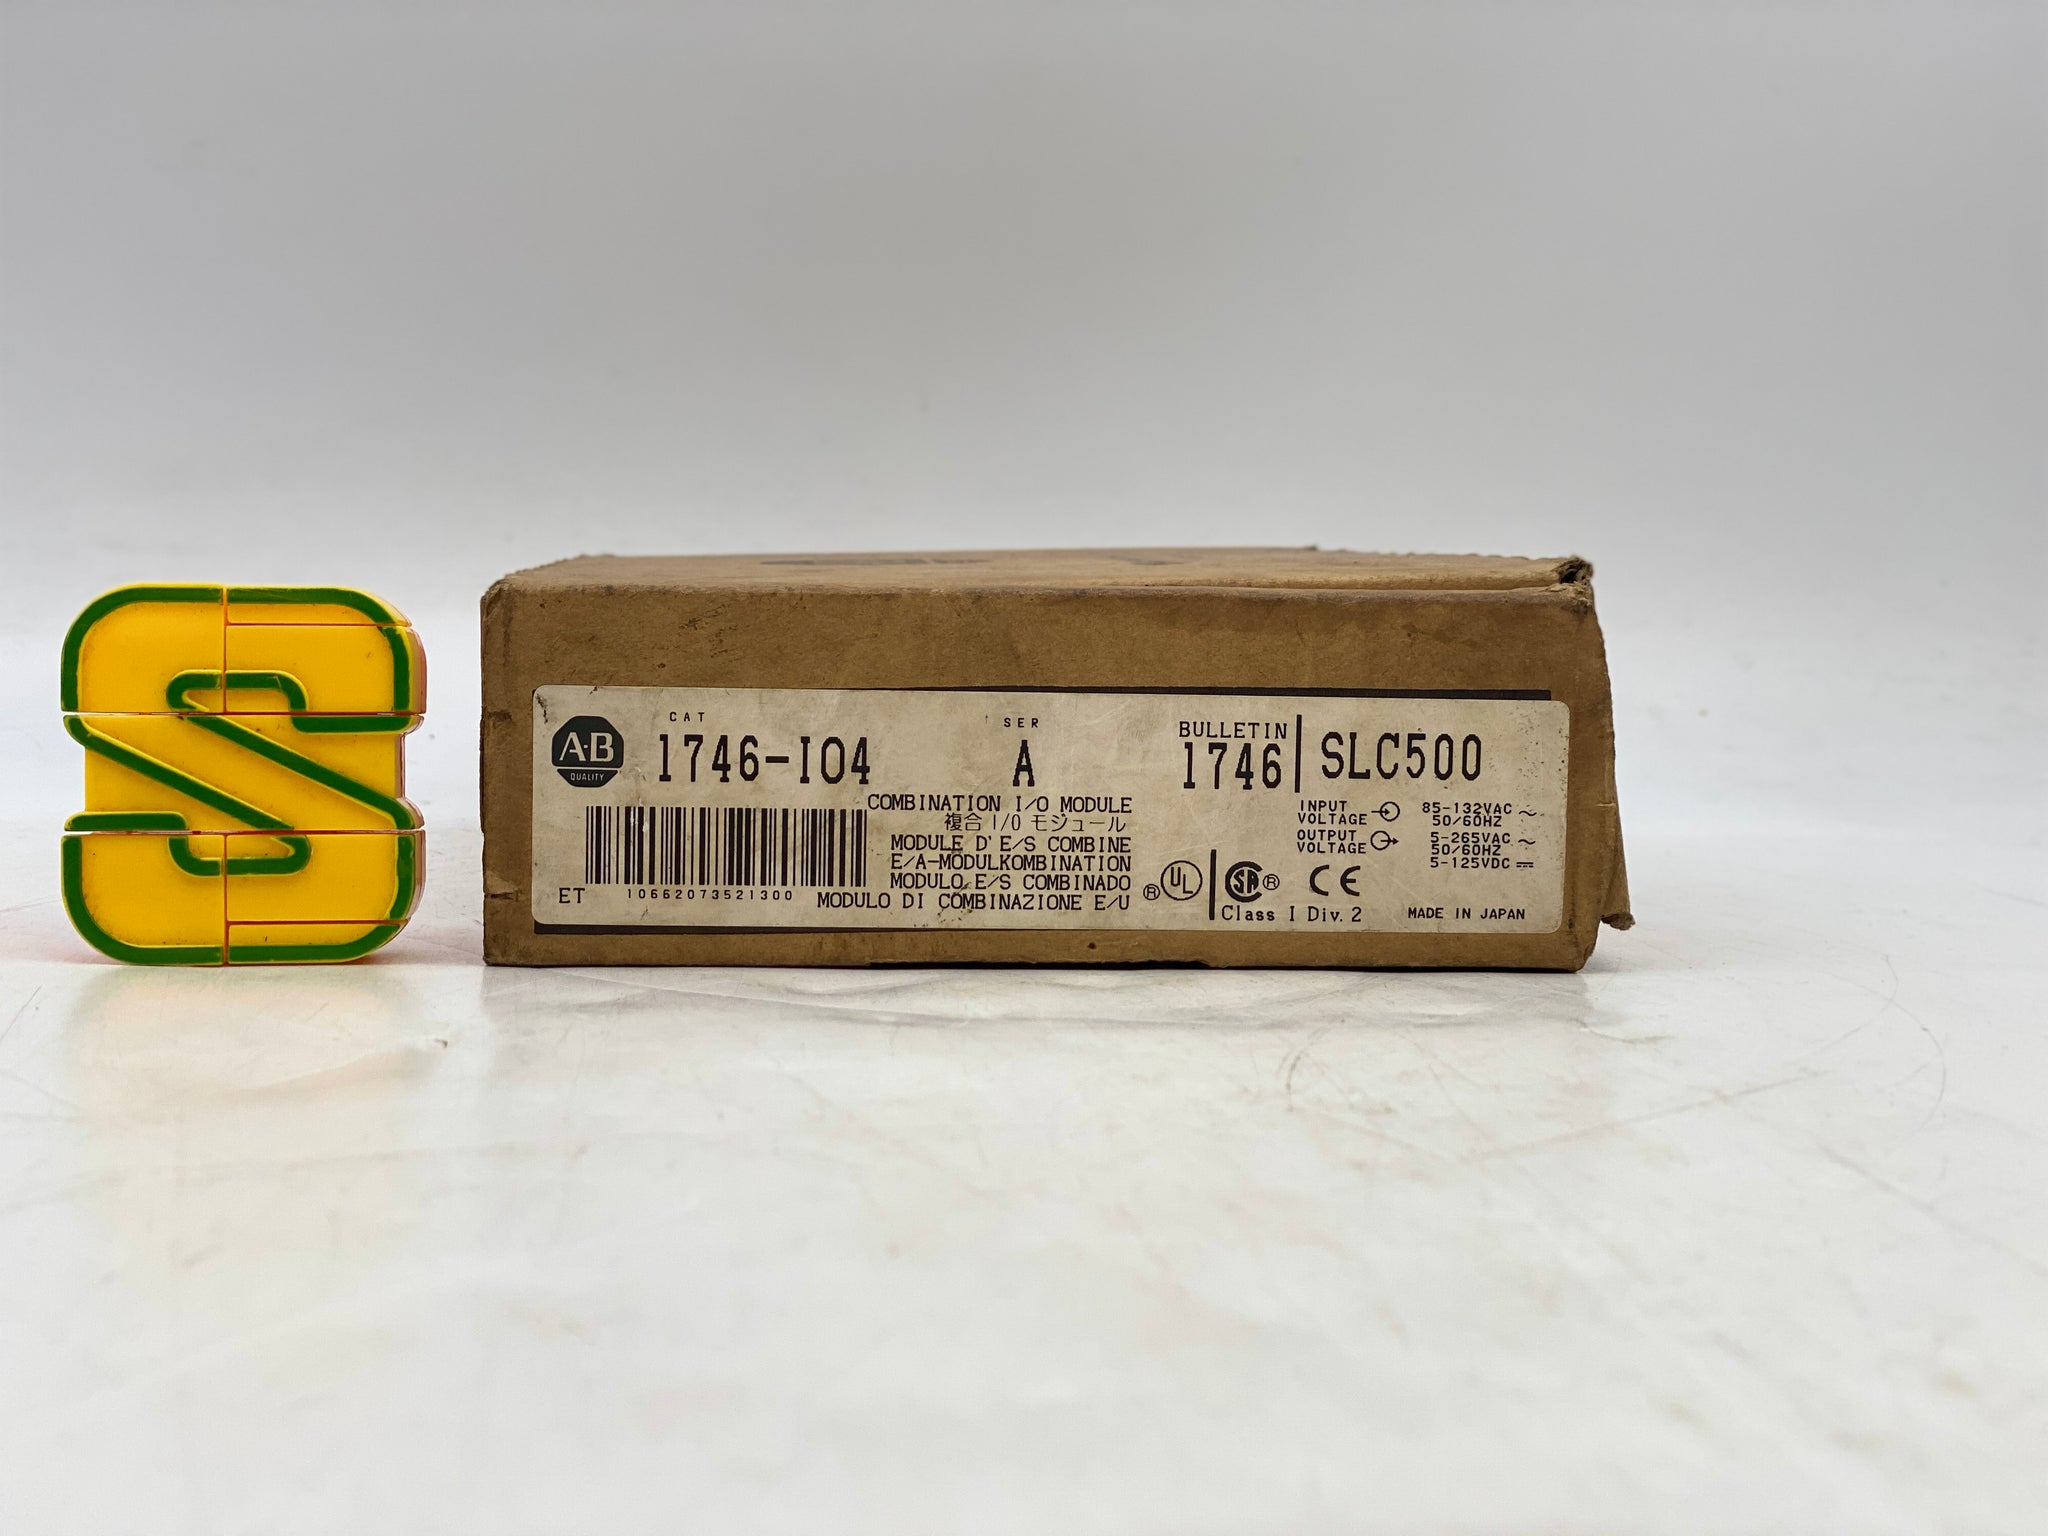 S
CAT
SER
A-B
QUALITY
1746-IO4
A
BULLETIN
1746
SLC500
COMBINATION I/O MODULE
複合 I/O モジュール
MODULE D'E/S COMBINE
E/A-MODULKOMBINATION
MODULO E/S COMBINADO
MODULO DI COMBINAZIONE E/U
ET
10662073521300
INPUT
VOLTAGE
85-132VAC ~
50/60HZ
OUTPUT
VOLTAGE
5-265VAC ~
50/60HZ
5-125VDC ⎓
® UL
SA ®
CE
Class I Div. 2
MADE IN JAPAN